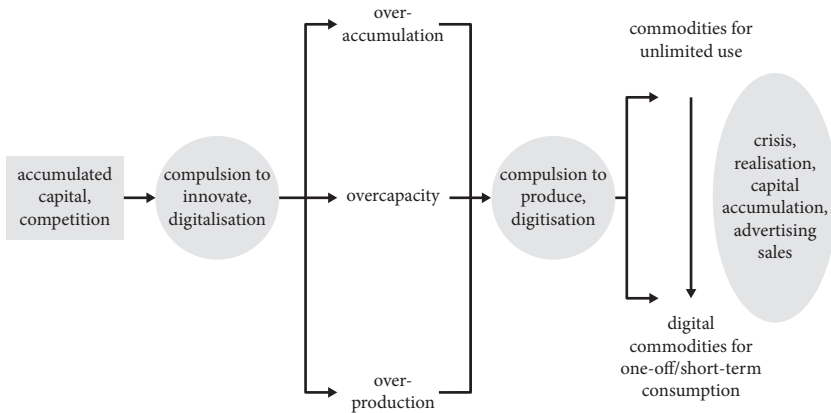 accumulated
capital,
competition
compulsion to
innovate,
digitalisation
over-
accumulation
overcapacity
over-
production
compulsion to
produce,
digitisation
commodities for
unlimited use
digital
commodities for
one-off/short-term
consumption
crisis,
realisation,
capital
accumulation,
advertising
sales